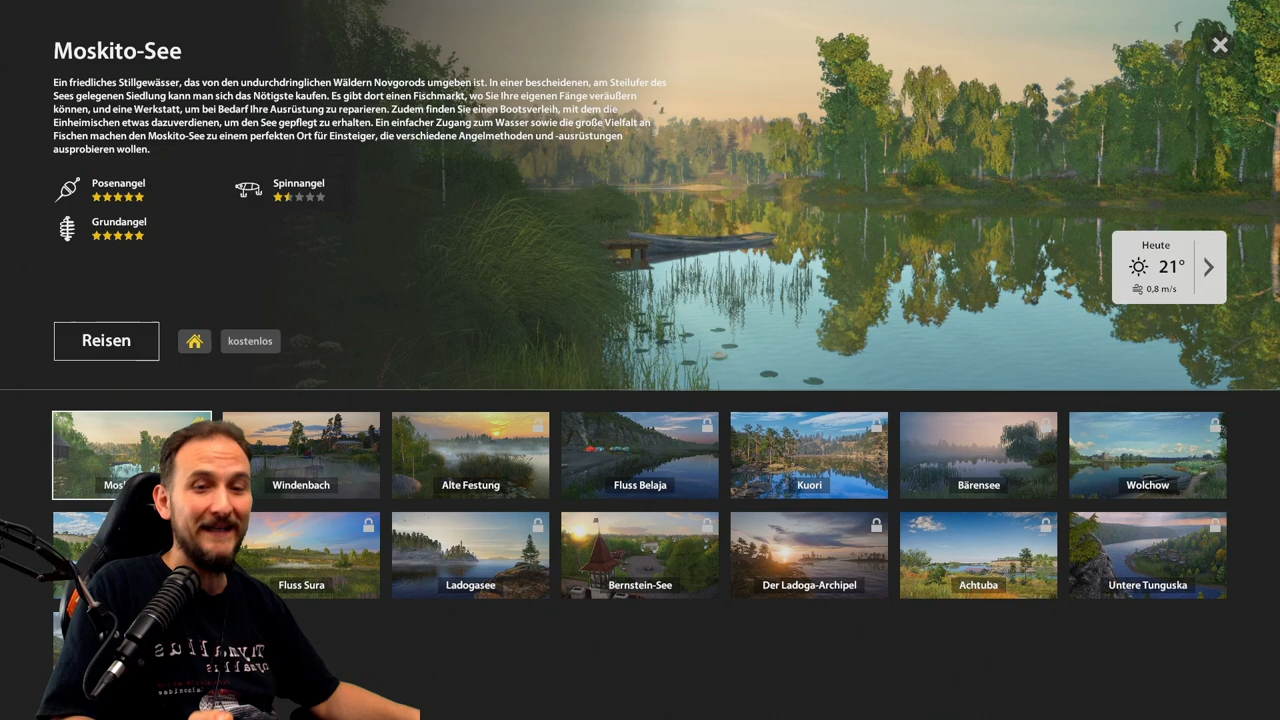 Moskito-See
Ein friedliches Stillgewässer, das von den undurchdringlichen Wäldern Novgorods umgeben ist. In einer bescheidenen, am Steilufer des
Sees gelegenen Siedlung kann man sich das Nötigste kaufen. Es gibt dort einen Fischmarkt, wo Sie Ihre eigenen Fänge veräußern
können, und eine Werkstatt, um bei Bedarf Ihre Ausrüstung zu reparieren. Zudem finden Sie einen Bootsverleih, mit dem die
Einheimischen etwas dazuverdienen, um den See gepflegt zu erhalten. Ein einfacher Zugang zum Wasser sowie die große Vielfalt an
Fischen machen den Moskito-See zu einem perfekten Ort für Einsteiger, die verschiedene Angelmethoden und -ausrüstungen
ausprobieren wollen.
Posenangel
Spinnangel
Grundangel
Heute
21°
0,8 m/s
Reisen
kostenlos
Windenbach
Alte Festung
Fluss Belaja
Kuori
Bärensee
Wolchow
Fluss Sura
Ladogasee
Bernstein-See
Der Ladoga-Archipel
Achtuba
Untere Tunguska